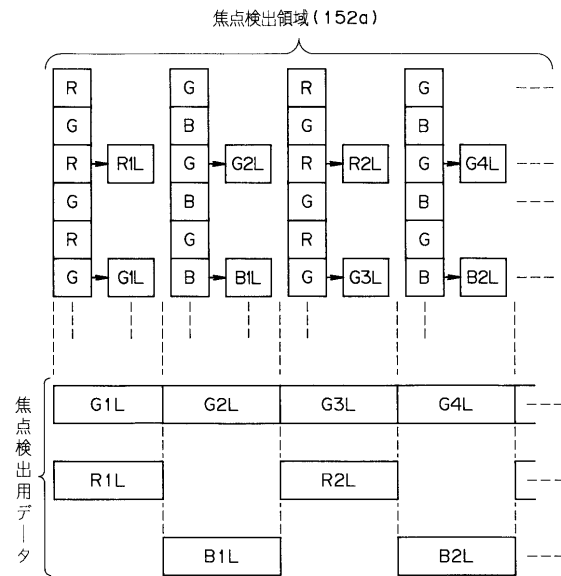 焦点検出領域(152a)
R G R G
G B G B
R R1L G G2L R R2L G G4L
G B G B
R G R G
G G1L B B1L G G3L B B2L
焦点検出用データ
G1L G2L G3L G4L
R1L R2L
B1L B2L